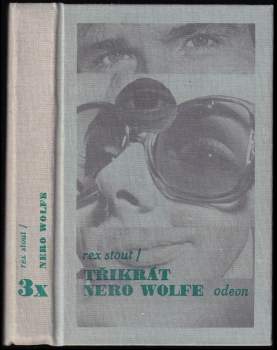 rex stout /
3x
NERO WOLFE
rex stout /
TŘIKRÁT
NERO WOLFE odeon